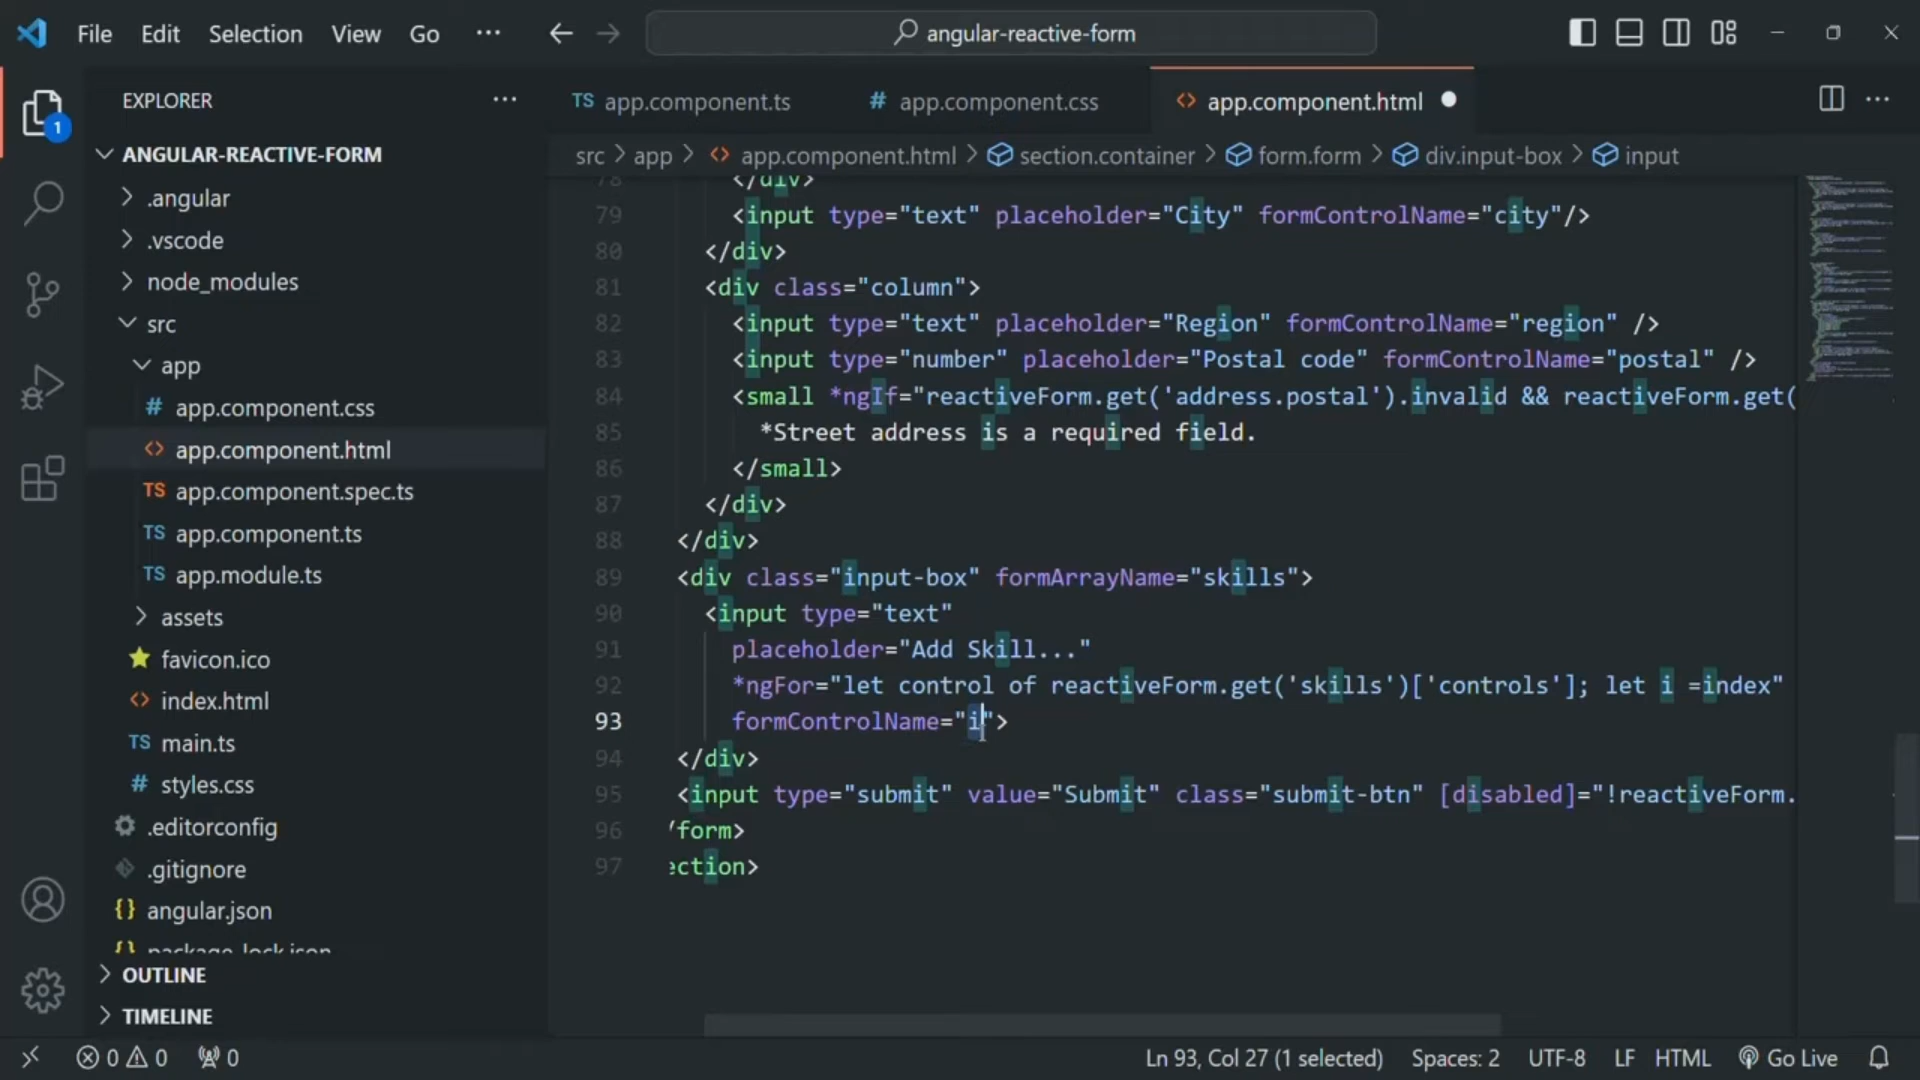 File Edit Selection View Go ··· angular-reactive-form
EXPLORER ···
1
ANGULAR-REACTIVE-FORM
.angular
.vscode
node_modules
src
app
# app.component.css
<> app.component.html
TS app.component.spec.ts
TS app.component.ts
TS app.module.ts
assets
favicon.ico
<> index.html
TS main.ts
# styles.css
.editorconfig
.gitignore
{} angular.json
{} package-lock.json
OUTLINE
TIMELINE
TS app.component.ts # app.component.css <> app.component.html
src > app > <> app.component.html > section.container > form.form > div.input-box > input
78 </div>
79 <input type="text" placeholder="City" formControlName="city"/>
80 </div>
81 <div class="column">
82 <input type="text" placeholder="Region" formControlName="region" />
83 <input type="number" placeholder="Postal code" formControlName="postal" />
84 <small *ngIf="reactiveForm.get('address.postal').invalid && reactiveForm.get(
85 *Street address is a required field.
86 </small>
87 </div>
88 </div>
89 <div class="input-box" formArrayName="skills">
90 <input type="text"
91 placeholder="Add Skill..."
92 *ngFor="let control of reactiveForm.get('skills')['controls']; let i =index"
93 formControlName="i">
94 </div>
95 <input type="submit" value="Submit" class="submit-btn" [disabled]="!reactiveForm.
96 /form>
97 ection>
0 0 0 Ln 93, Col 27 (1 selected) Spaces: 2 UTF-8 LF HTML Go Live